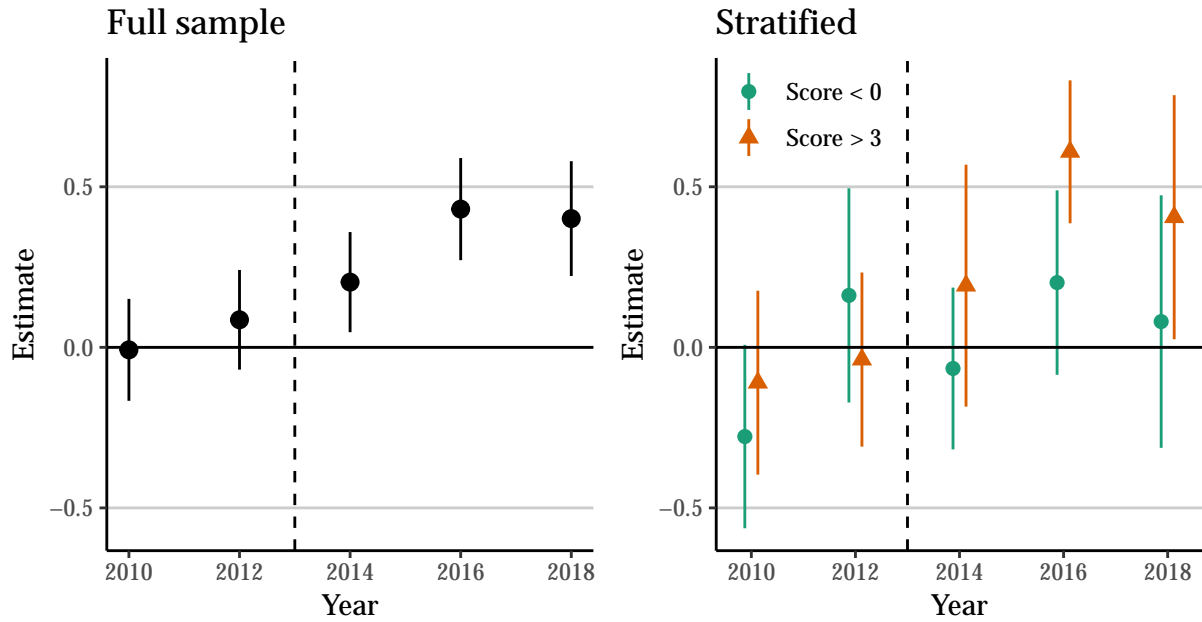 Full sample
Estimate
0.5
0.0
−0.5
2010 2012 2014 2016 2018
Year
Stratified
Score < 0
Score > 3
Estimate
0.5
0.0
−0.5
2010 2012 2014 2016 2018
Year